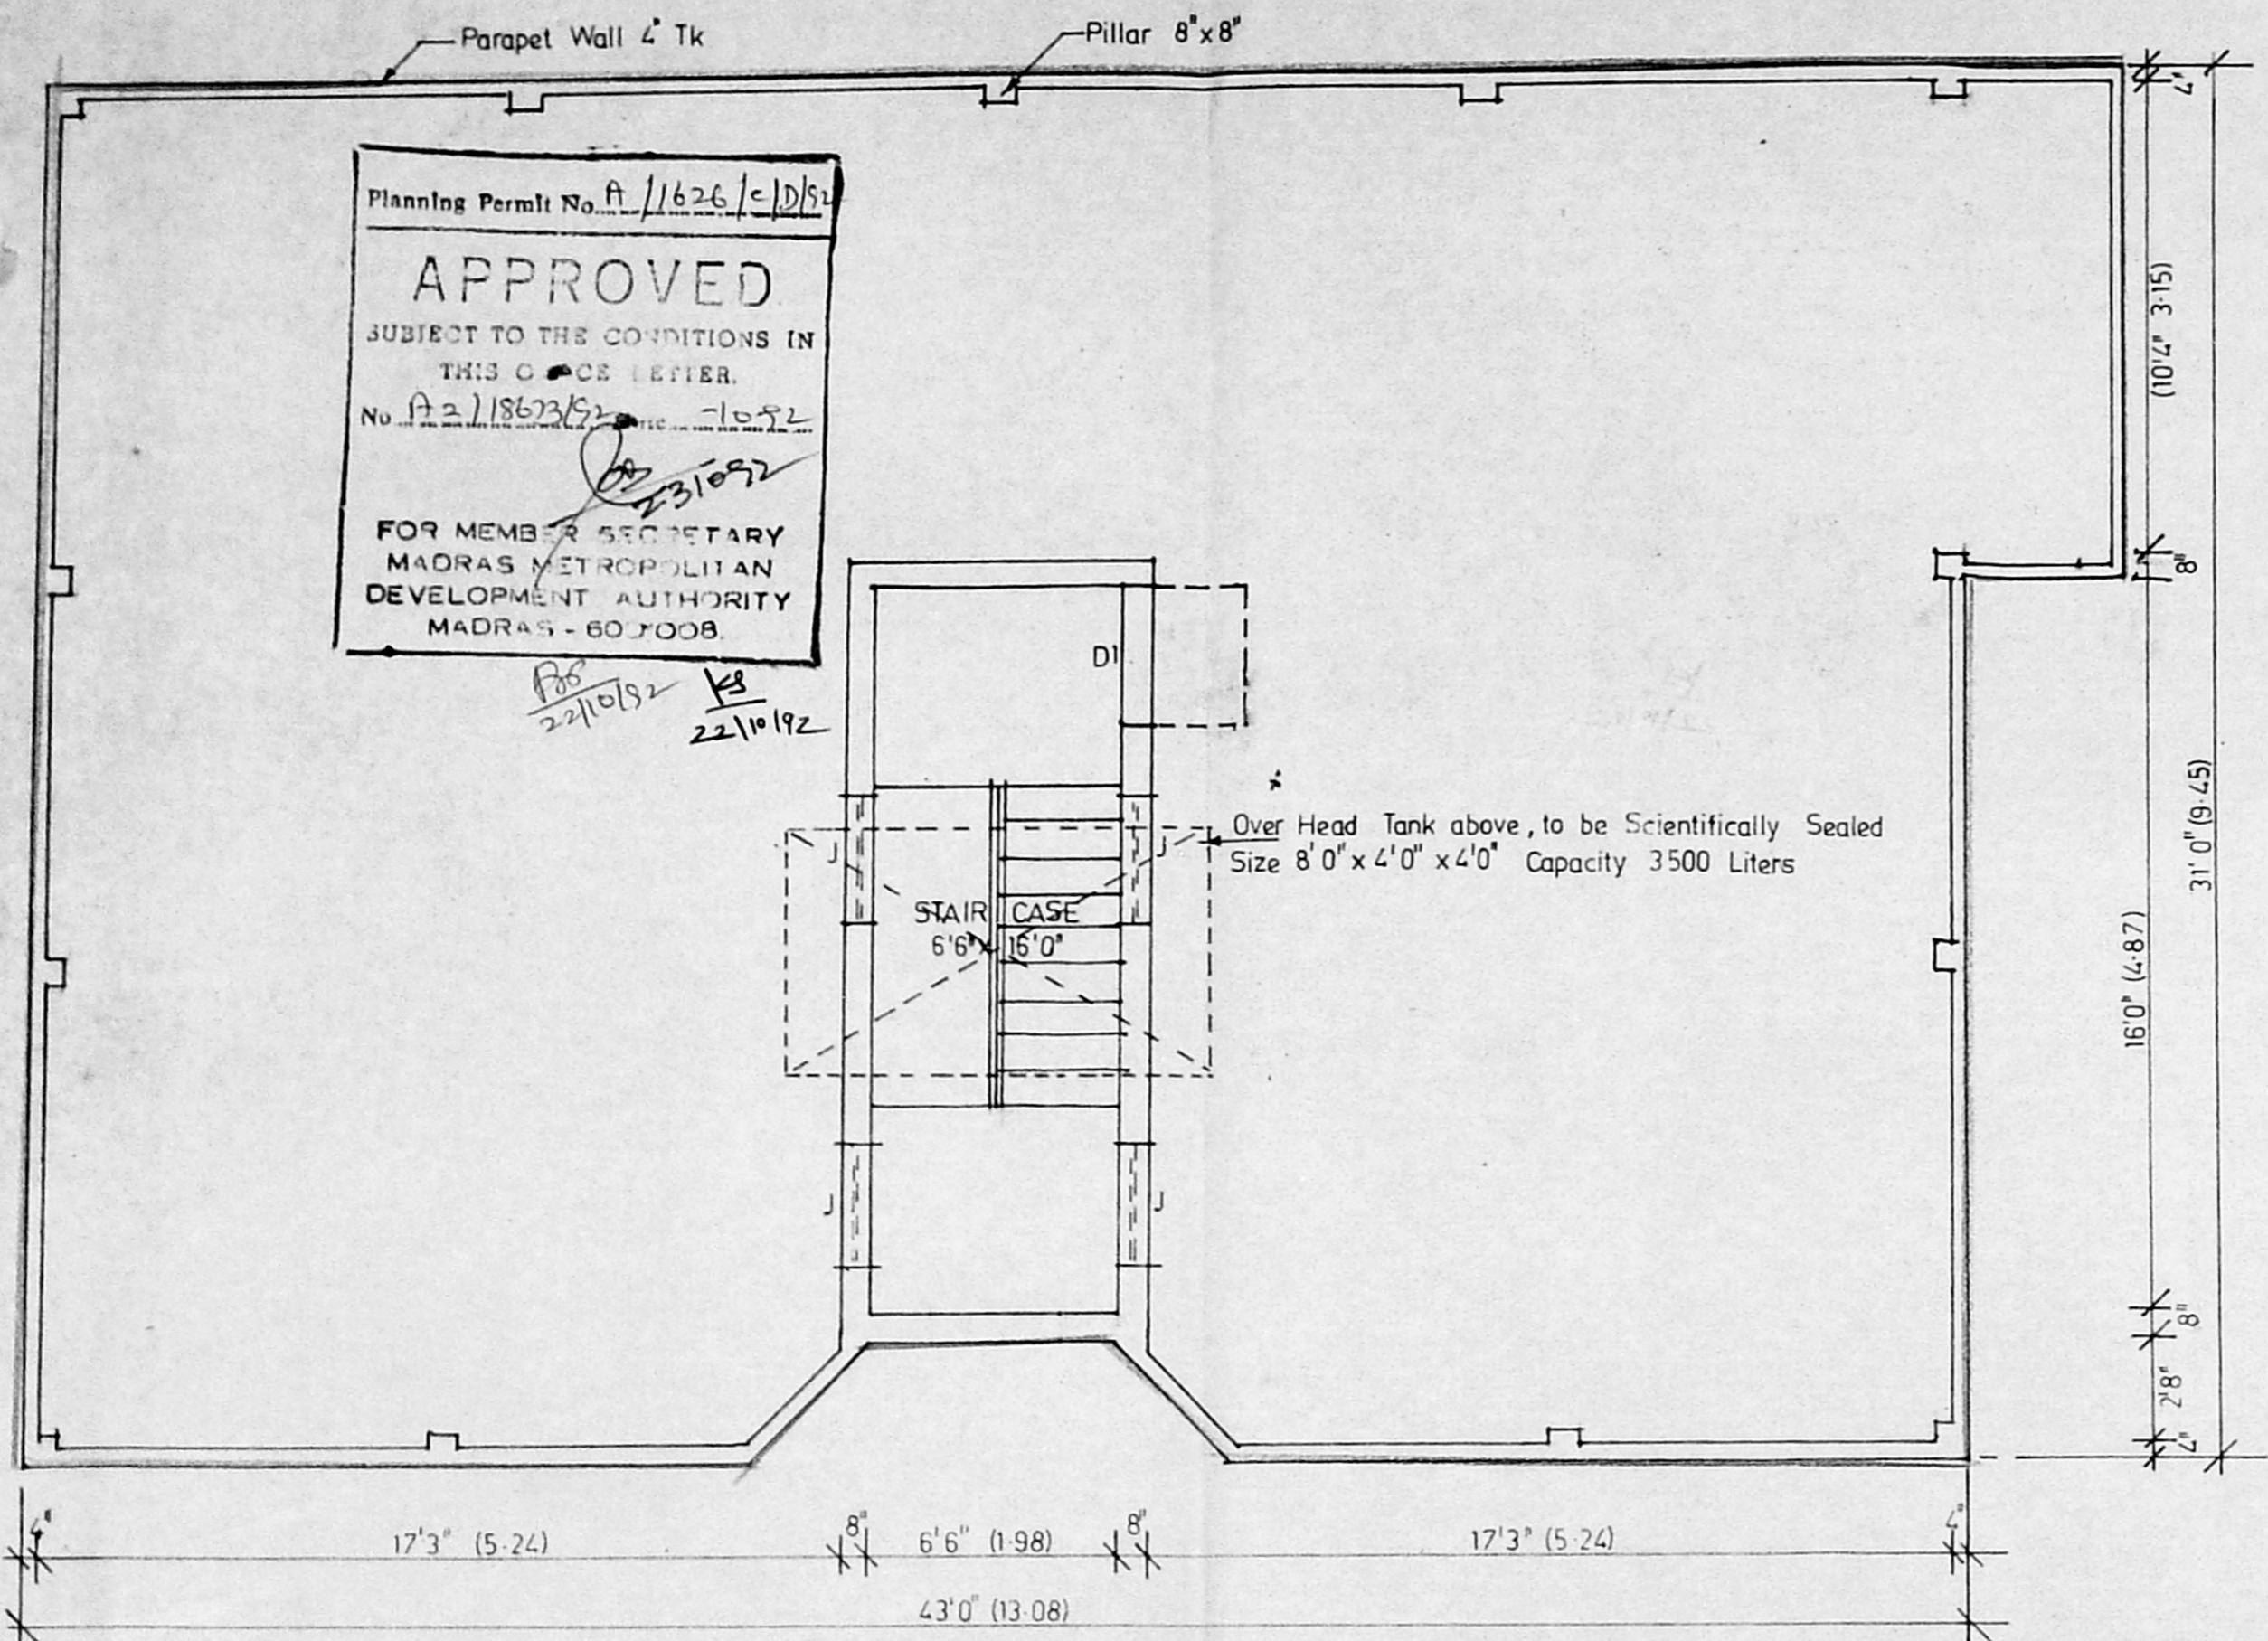 Parapet Wall 4" Tk
Pillar 8"x8"
Planning Permit No. A/1626/C/D/92
APPROVED
SUBJECT TO THE CONDITIONS IN
THIS OFFICE LETTER.
No A2/18673/92 -10-92
231092
FOR MEMBER SECRETARY
MADRAS METROPOLITAN
DEVELOPMENT AUTHORITY
MADRAS - 600008.
22/10/92
KS
22/10/92
D1
Over Head Tank above, to be Scientifically Sealed
Size 8'0" x 4'0" x 4'0" Capacity 3500 Liters
J
J
STAIR CASE
6'6" x 16'0"
J
J
4"
(10'4" 3·15)
8"
16'0" (4·87)
31'0" (9·45)
8"
2'8"
4"
4"
17'3" (5·24)
8"
6'6" (1·98)
8"
17'3" (5·24)
4"
43'0" (13·08)